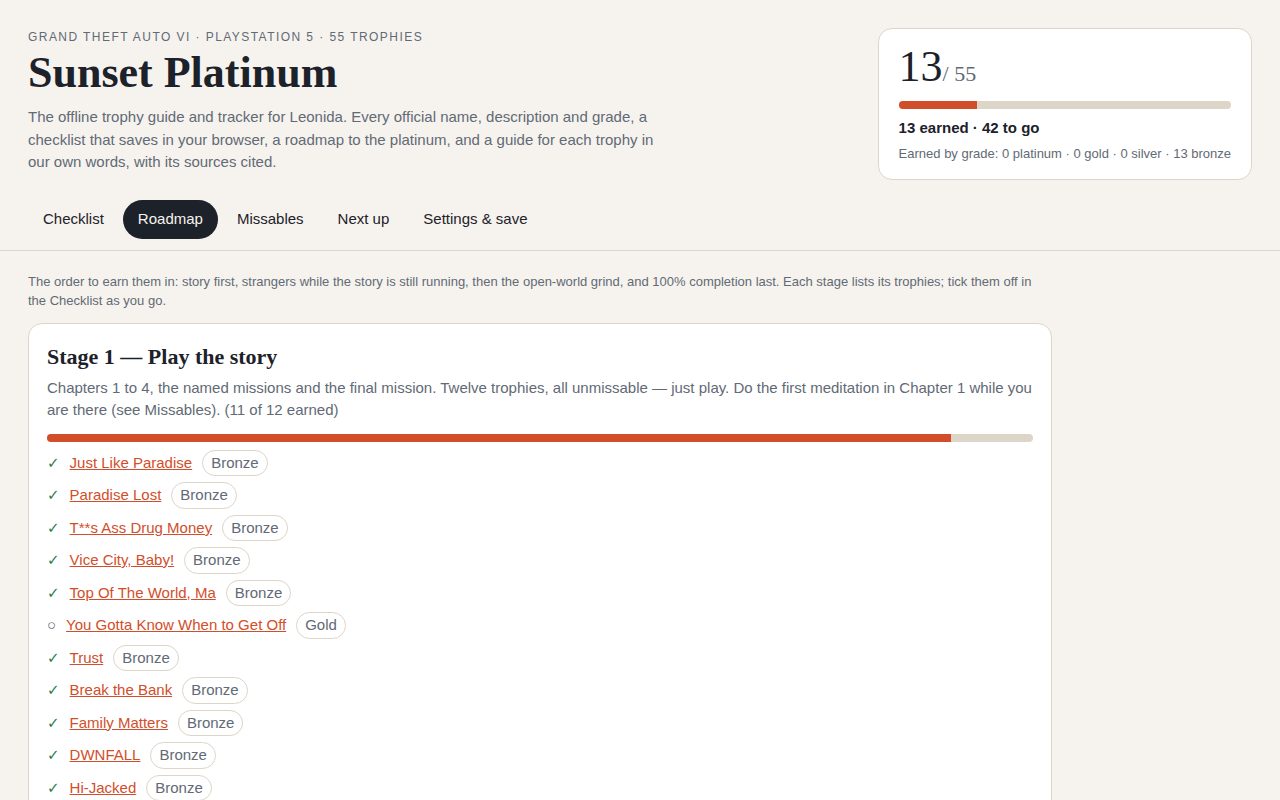 GRAND THEFT AUTO VI · PLAYSTATION 5 · 55 TROPHIES
Sunset Platinum
The offline trophy guide and tracker for Leonida. Every official name, description and grade, a
checklist that saves in your browser, a roadmap to the platinum, and a guide for each trophy in
our own words, with its sources cited.
13/ 55
13 earned · 42 to go
Earned by grade: 0 platinum · 0 gold · 0 silver · 13 bronze
Checklist Roadmap Missables Next up Settings & save
The order to earn them in: story first, strangers while the story is still running, then the open-world grind, and 100% completion last. Each stage lists its trophies; tick them off in
the Checklist as you go.
Stage 1 — Play the story
Chapters 1 to 4, the named missions and the final mission. Twelve trophies, all unmissable — just play. Do the first meditation in Chapter 1 while you
are there (see Missables). (11 of 12 earned)
✓ Just Like Paradise Bronze
✓ Paradise Lost Bronze
✓ T**s Ass Drug Money Bronze
✓ Vice City, Baby! Bronze
✓ Top Of The World, Ma Bronze
○ You Gotta Know When to Get Off Gold
✓ Trust Bronze
✓ Break the Bank Bronze
✓ Family Matters Bronze
✓ DWNFALL Bronze
✓ Hi-Jacked Bronze